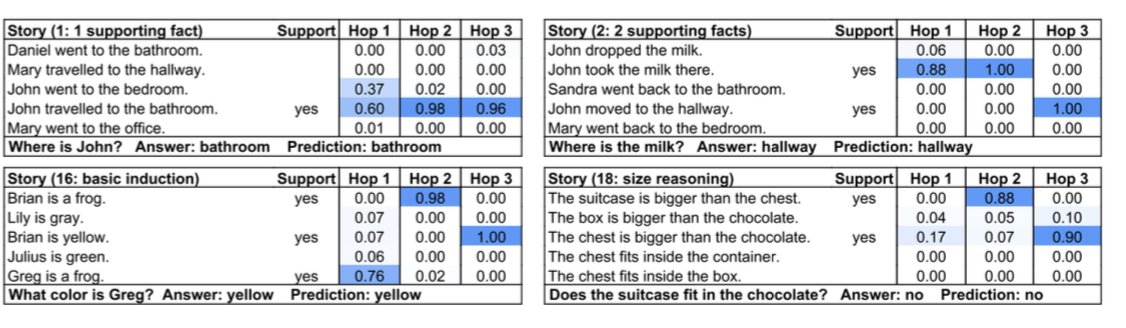 Story (1: 1 supporting fact) Support Hop 1 Hop 2 Hop 3
Daniel went to the bathroom. 0.00 0.00 0.03
Mary travelled to the hallway. 0.00 0.00 0.00
John went to the bedroom. 0.37 0.02 0.00
John travelled to the bathroom. yes 0.60 0.98 0.96
Mary went to the office. 0.01 0.00 0.00
Where is John? Answer: bathroom Prediction: bathroom
Story (2: 2 supporting facts) Support Hop 1 Hop 2 Hop 3
John dropped the milk. 0.06 0.00 0.00
John took the milk there. yes 0.88 1.00 0.00
Sandra went back to the bathroom. 0.00 0.00 0.00
John moved to the hallway. yes 0.00 0.00 1.00
Mary went back to the bedroom. 0.00 0.00 0.00
Where is the milk? Answer: hallway Prediction: hallway
Story (16: basic induction) Support Hop 1 Hop 2 Hop 3
Brian is a frog. yes 0.00 0.98 0.00
Lily is gray. 0.07 0.00 0.00
Brian is yellow. yes 0.07 0.00 1.00
Julius is green. 0.06 0.00 0.00
Greg is a frog. yes 0.76 0.02 0.00
What color is Greg? Answer: yellow Prediction: yellow
Story (18: size reasoning) Support Hop 1 Hop 2 Hop 3
The suitcase is bigger than the chest. yes 0.00 0.88 0.00
The box is bigger than the chocolate. 0.04 0.05 0.10
The chest is bigger than the chocolate. yes 0.17 0.07 0.90
The chest fits inside the container. 0.00 0.00 0.00
The chest fits inside the box. 0.00 0.00 0.00
Does the suitcase fit in the chocolate? Answer: no Prediction: no